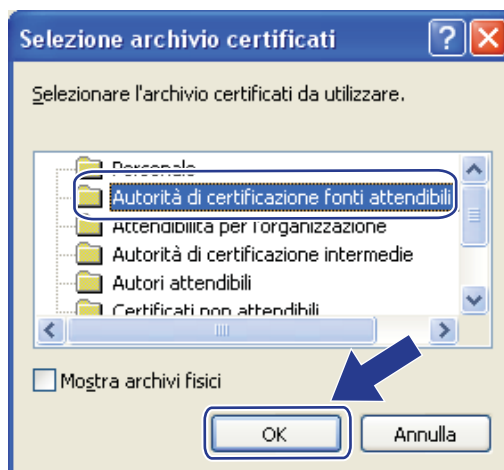 Selezione archivio certificati
Selezionare l'archivio certificati da utilizzare.
Personale
Autorità di certificazione fonti attendibili
Attendibilità per l'organizzazione
Autorità di certificazione intermedie
Autori attendibili
Certificati non attendibili
Mostra archivi fisici
OK
Annulla